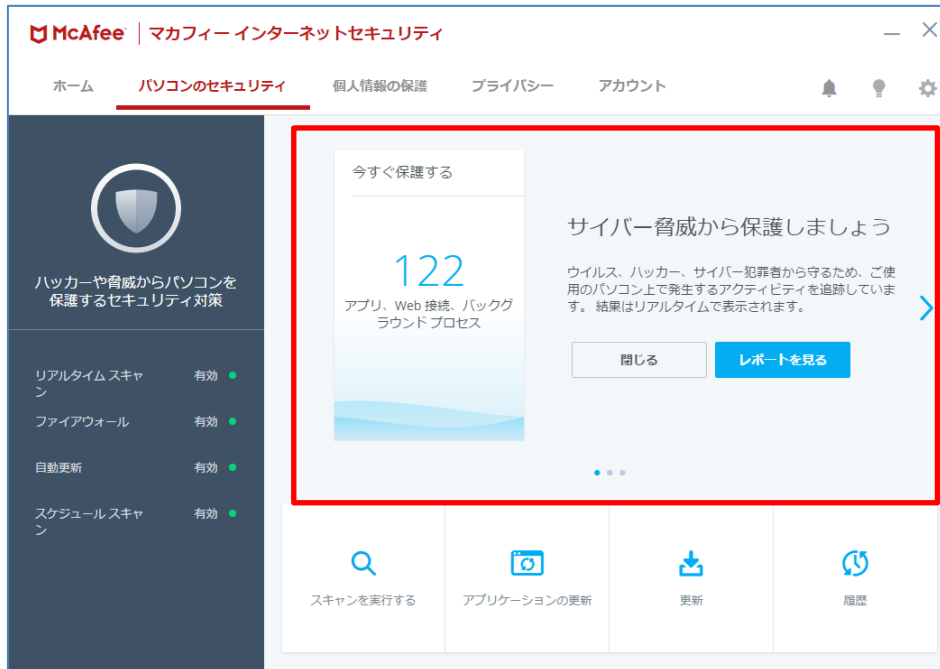 McAfee マカフィー インターネットセキュリティ
ホーム パソコンのセキュリティ 個人情報の保護 プライバシー アカウント
ハッカーや脅威からパソコンを
保護するセキュリティ対策
リアルタイム スキャ 有効
ン
ファイアウォール 有効
自動更新 有効
スケジュール スキャ 有効
ン
今すぐ保護する
122
アプリ、Web 接続、バックグ
ラウンド プロセス
サイバー脅威から保護しましょう
ウイルス、ハッカー、サイバー犯罪者から守るため、ご使
用のパソコン上で発生するアクティビティを追跡していま
す。 結果はリアルタイムで表示されます。
閉じる レポートを見る
スキャンを実行する アプリケーションの更新 更新 履歴